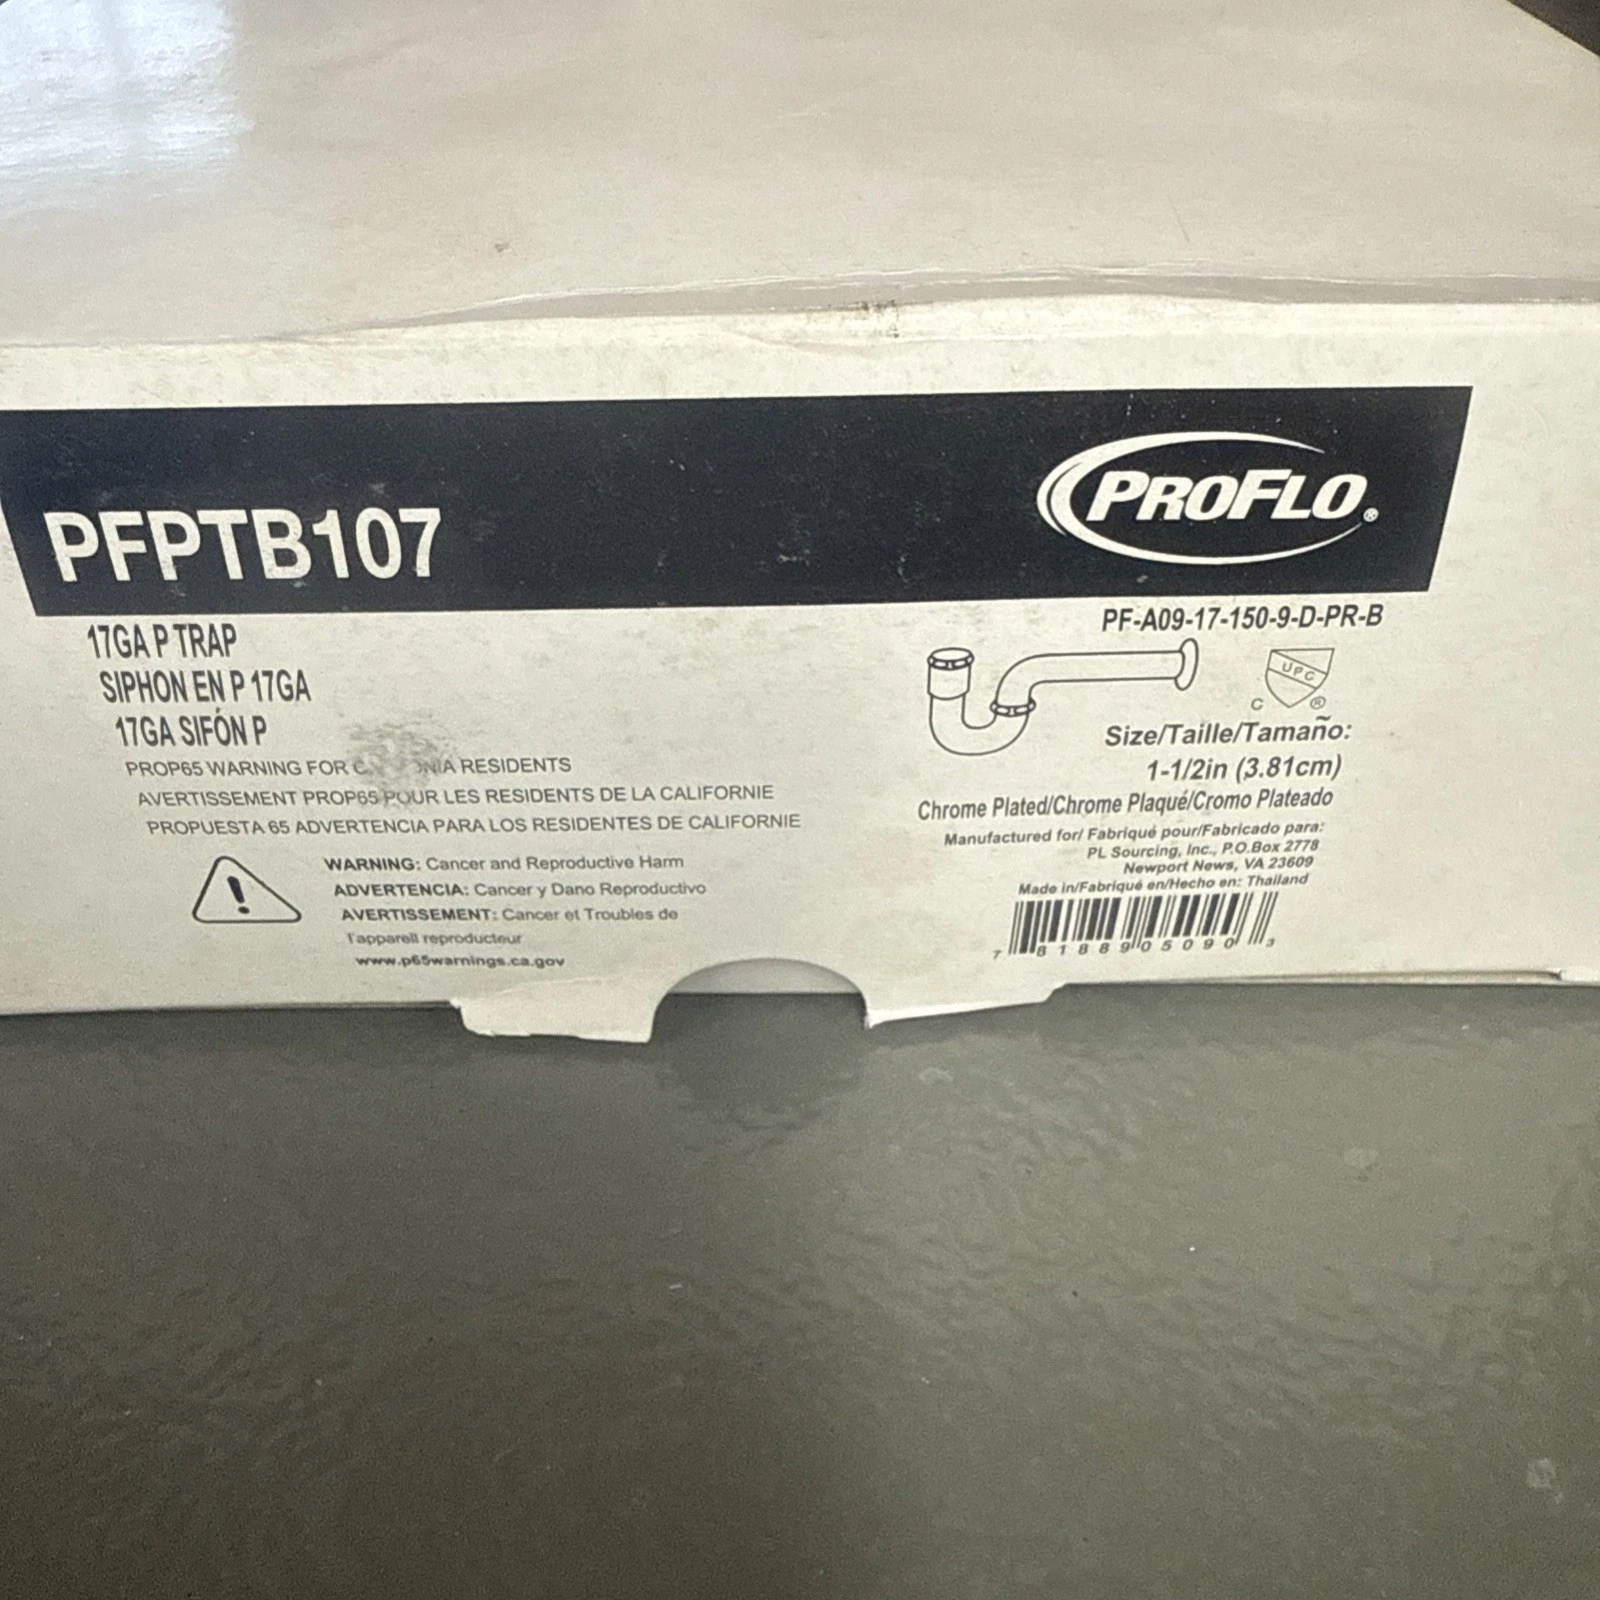 PFPTB107
PROFLO®
17GA P TRAP
SIPHON EN P 17GA
17GA SIFÓN P
PROP65 WARNING FOR RESIDENTS
AVERTISSEMENT PROP65 POUR LES RESIDENTS DE LA CALIFORNIE
PROPUESTA 65 ADVERTENCIA PARA LOS RESIDENTES DE CALIFORNIE
WARNING: Cancer and Reproductive Harm
ADVERTENCIA: Cancer y Dano Reproductivo
AVERTISSEMENT: Cancer et Troubles de
l'appareil reproducteur
www.p65warnings.ca.gov
PF-A09-17-150-9-D-PR-B
UPC
C ®
Size/Taille/Tamaño:
1-1/2in (3.81cm)
Chrome Plated/Chrome Plaqué/Cromo Plateado
Manufactured for/ Fabriqué pour/Fabricado para:
PL Sourcing, Inc., P.O.Box 2778
Newport News, VA 23609
Made in/Fabriqué en/Hecho en: Thailand
7 81889 05090 3